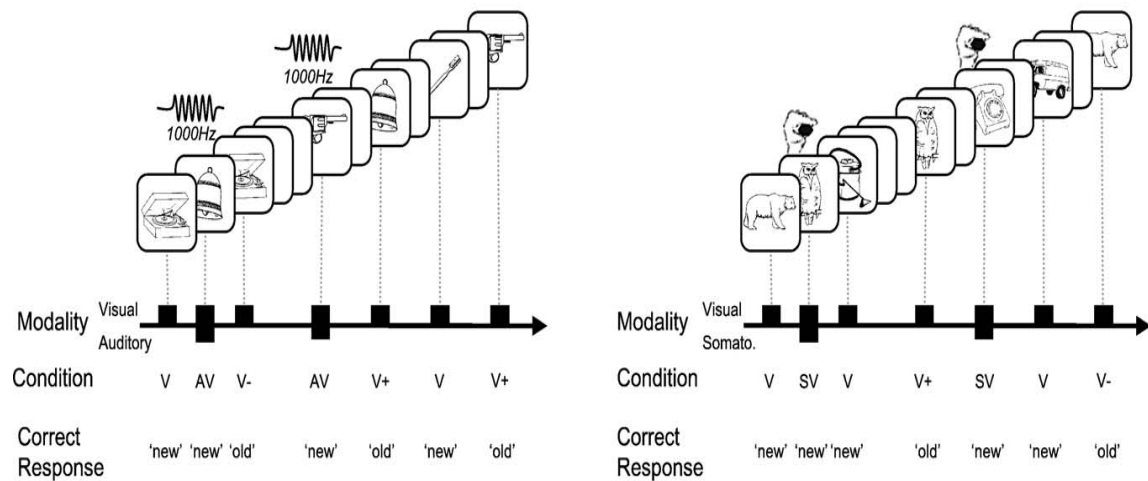 1000Hz
1000Hz
Modality Visual
Auditory
Condition V AV V- AV V+ V V+
Correct Response 'new' 'new' 'old' 'new' 'old' 'new' 'old'
Modality Visual
Somato.
Condition V SV V V+ SV V V-
Correct Response 'new' 'new' 'new' 'old' 'new' 'new' 'old'